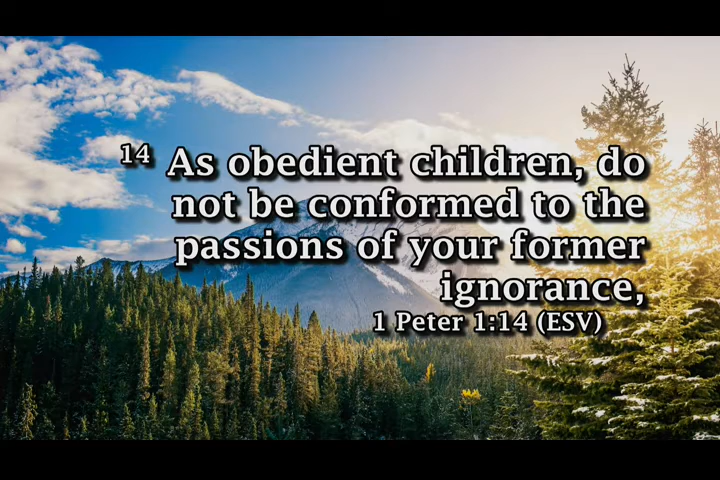 14 As obedient children, do
not be conformed to the
passions of your former
ignorance,
1 Peter 1:14 (ESV)